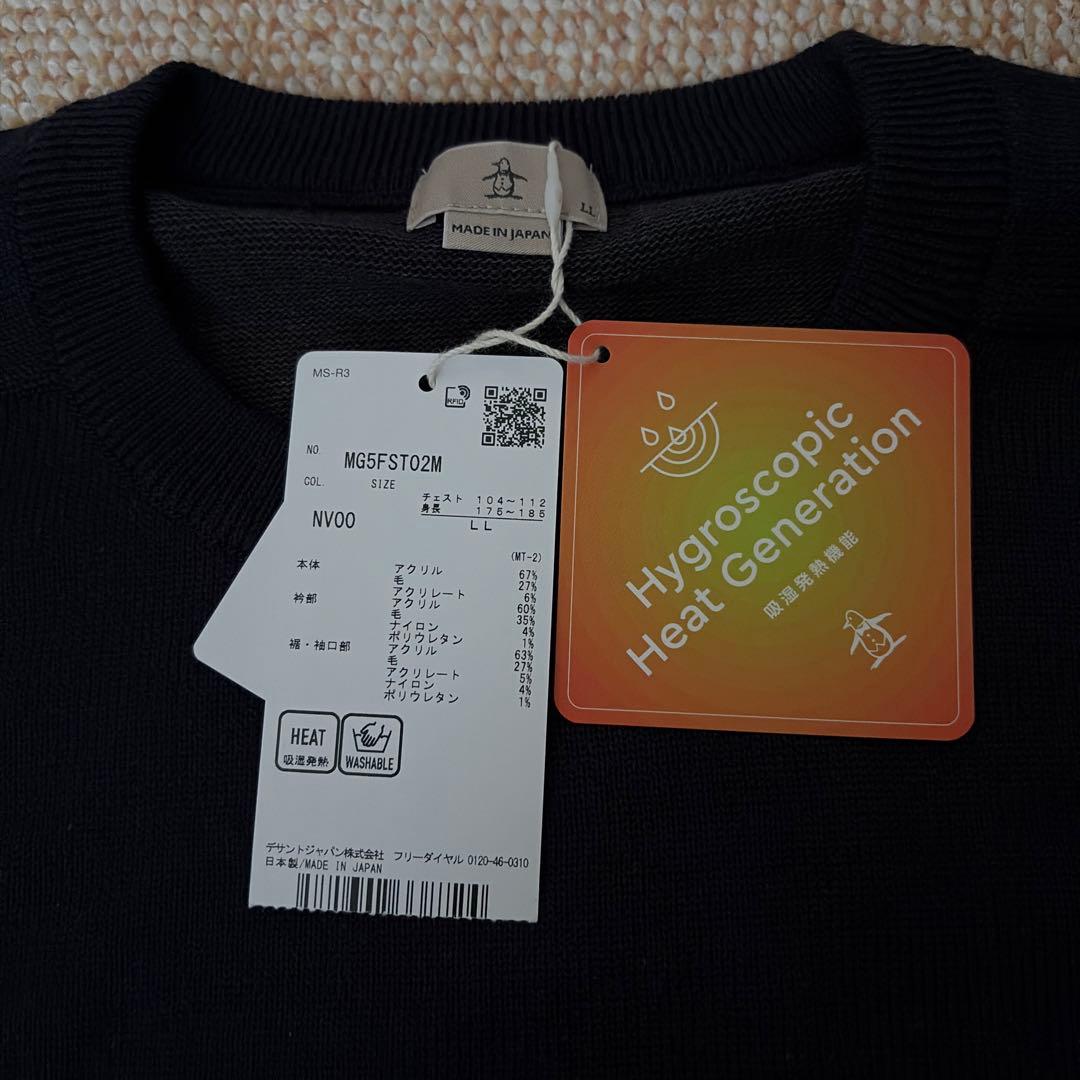 LL
MADE IN JAPAN
MS-R3
RFID
NO. MG5FST02M
COL. SIZE
チェスト 104~112
身長 175~185
NV00 LL
(MT-2)
本体 アクリル 67%
毛 27%
アクリレート 6%
衿部 アクリル 60%
毛 35%
ナイロン 4%
ポリウレタン 1%
裾・袖口部 アクリル 63%
毛 27%
アクリレート 5%
ナイロン 4%
ポリウレタン 1%
HEAT
吸湿発熱
WASHABLE
デサントジャパン株式会社 フリーダイヤル 0120-46-0310
日本製/MADE IN JAPAN
Hygroscopic
Heat Generation
吸湿発熱機能